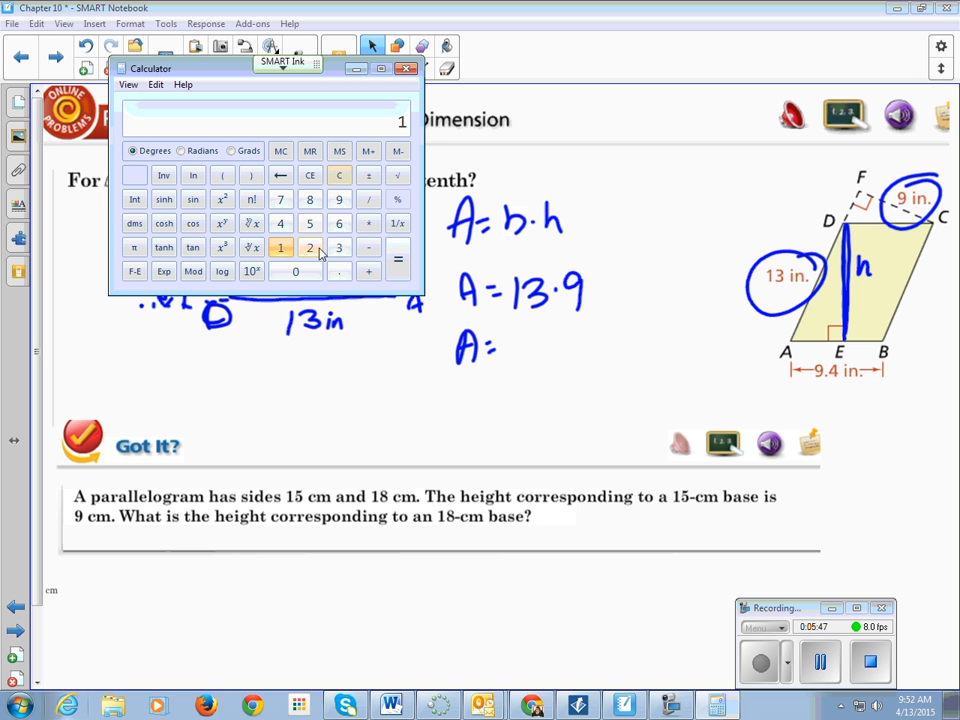 Chapter 10 * - SMART Notebook
File Edit View Insert Format Tools Response Add-ons Help
SMART Ink
Calculator
View Edit Help
1
Degrees Radians Grads MC MR MS M+ M-
Inv ln ( ) ← CE C ± √
Int sinh sin x² n! 7 8 9 / %
dms cosh cos xʸ ʸ√x 4 5 6 * 1/x
π tanh tan x³ ³√x 1 2 3 - =
F-E Exp Mod log 10ˣ 0 . +
ONLINE PROBLEMS
Dimension
For
tenth?
A = b · h
A = 13 · 9
A =
13 in
A
F
9 in.
D
C
13 in.
h
A E B
9.4 in.
Got It?
A parallelogram has sides 15 cm and 18 cm. The height corresponding to a 15-cm base is
9 cm. What is the height corresponding to an 18-cm base?
cm
Recording...
Menu 0:05:47 8.0 fps
9:52 AM
4/13/2015